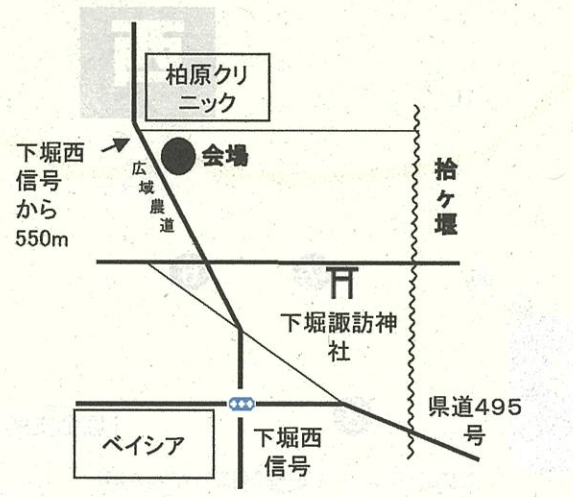 柏原クリ
ニック
下堀西
信号
から
550m
会場
広域農道
拾ヶ堰
下堀諏訪神
社
県道495
号
ベイシア
下堀西
信号